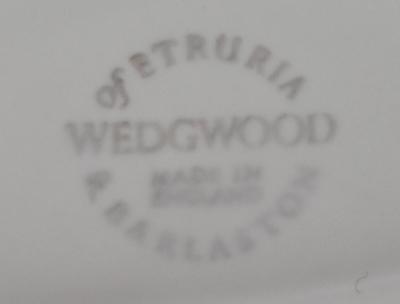 of ETRURIA
WEDGWOOD
MADE IN
ENGLAND
& BARLASTON